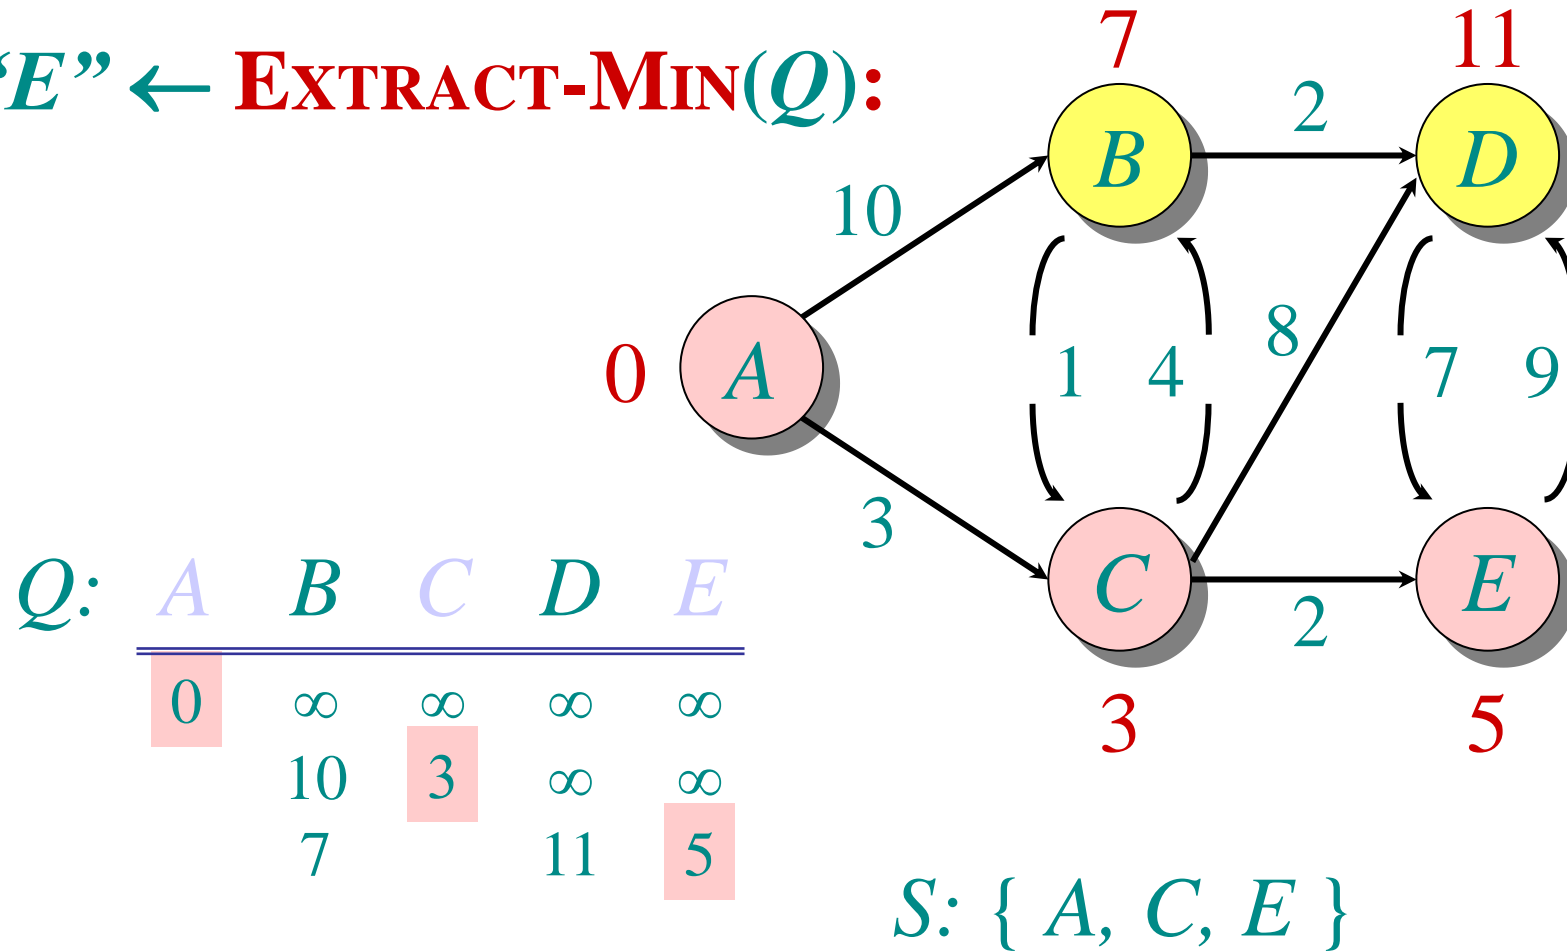 “E” ← EXTRACT-MIN(Q):
7 11
B 2 D
10
0 A 1 4 8 7 9
3
C 2 E
3 5
Q: A B C D E
0 ∞ ∞ ∞ ∞
10 3 ∞ ∞
7 11 5
S: { A, C, E }